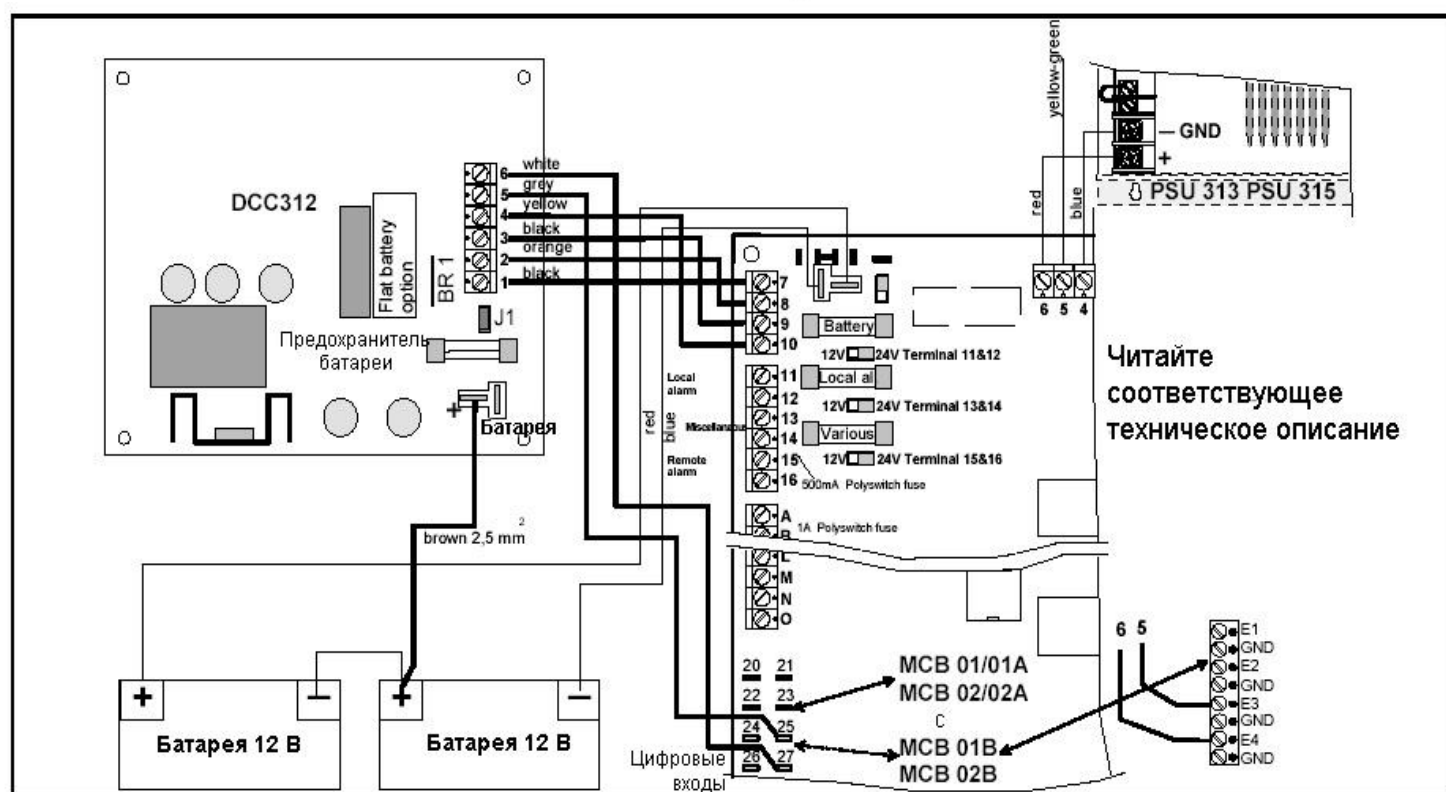 DCC312
Flat battery
option
BR 1
J1
Предохранитель
батареи
+
Батарея
6
white
5
grey
4
yellow
3
black
2
orange
1
black
brown 2,5 mm 2
red
blue
yellow-green
red
blue
— GND
+
PSU 313 PSU 315
6 5 4
7
8
9
10
Battery
12V 24V Terminal 11&12
Local al
12V 24V Terminal 13&14
Various
12V 24V Terminal 15&16
500mA Polyswitch fuse
Local
alarm
Miscellaneous
Remote
alarm
11
12
13
14
15
16
A
B
L
M
N
O
1A Polyswitch fuse
Читайте
соответствующее
техническое описание
+ —
Батарея 12 В
+ —
Батарея 12 В
20 21
22 23
24 25
26 27
Цифровые
входы
MCB 01/01A
MCB 02/02A
с
MCB 01B
MCB 02B
6 5
E1
GND
E2
GND
E3
GND
E4
GND